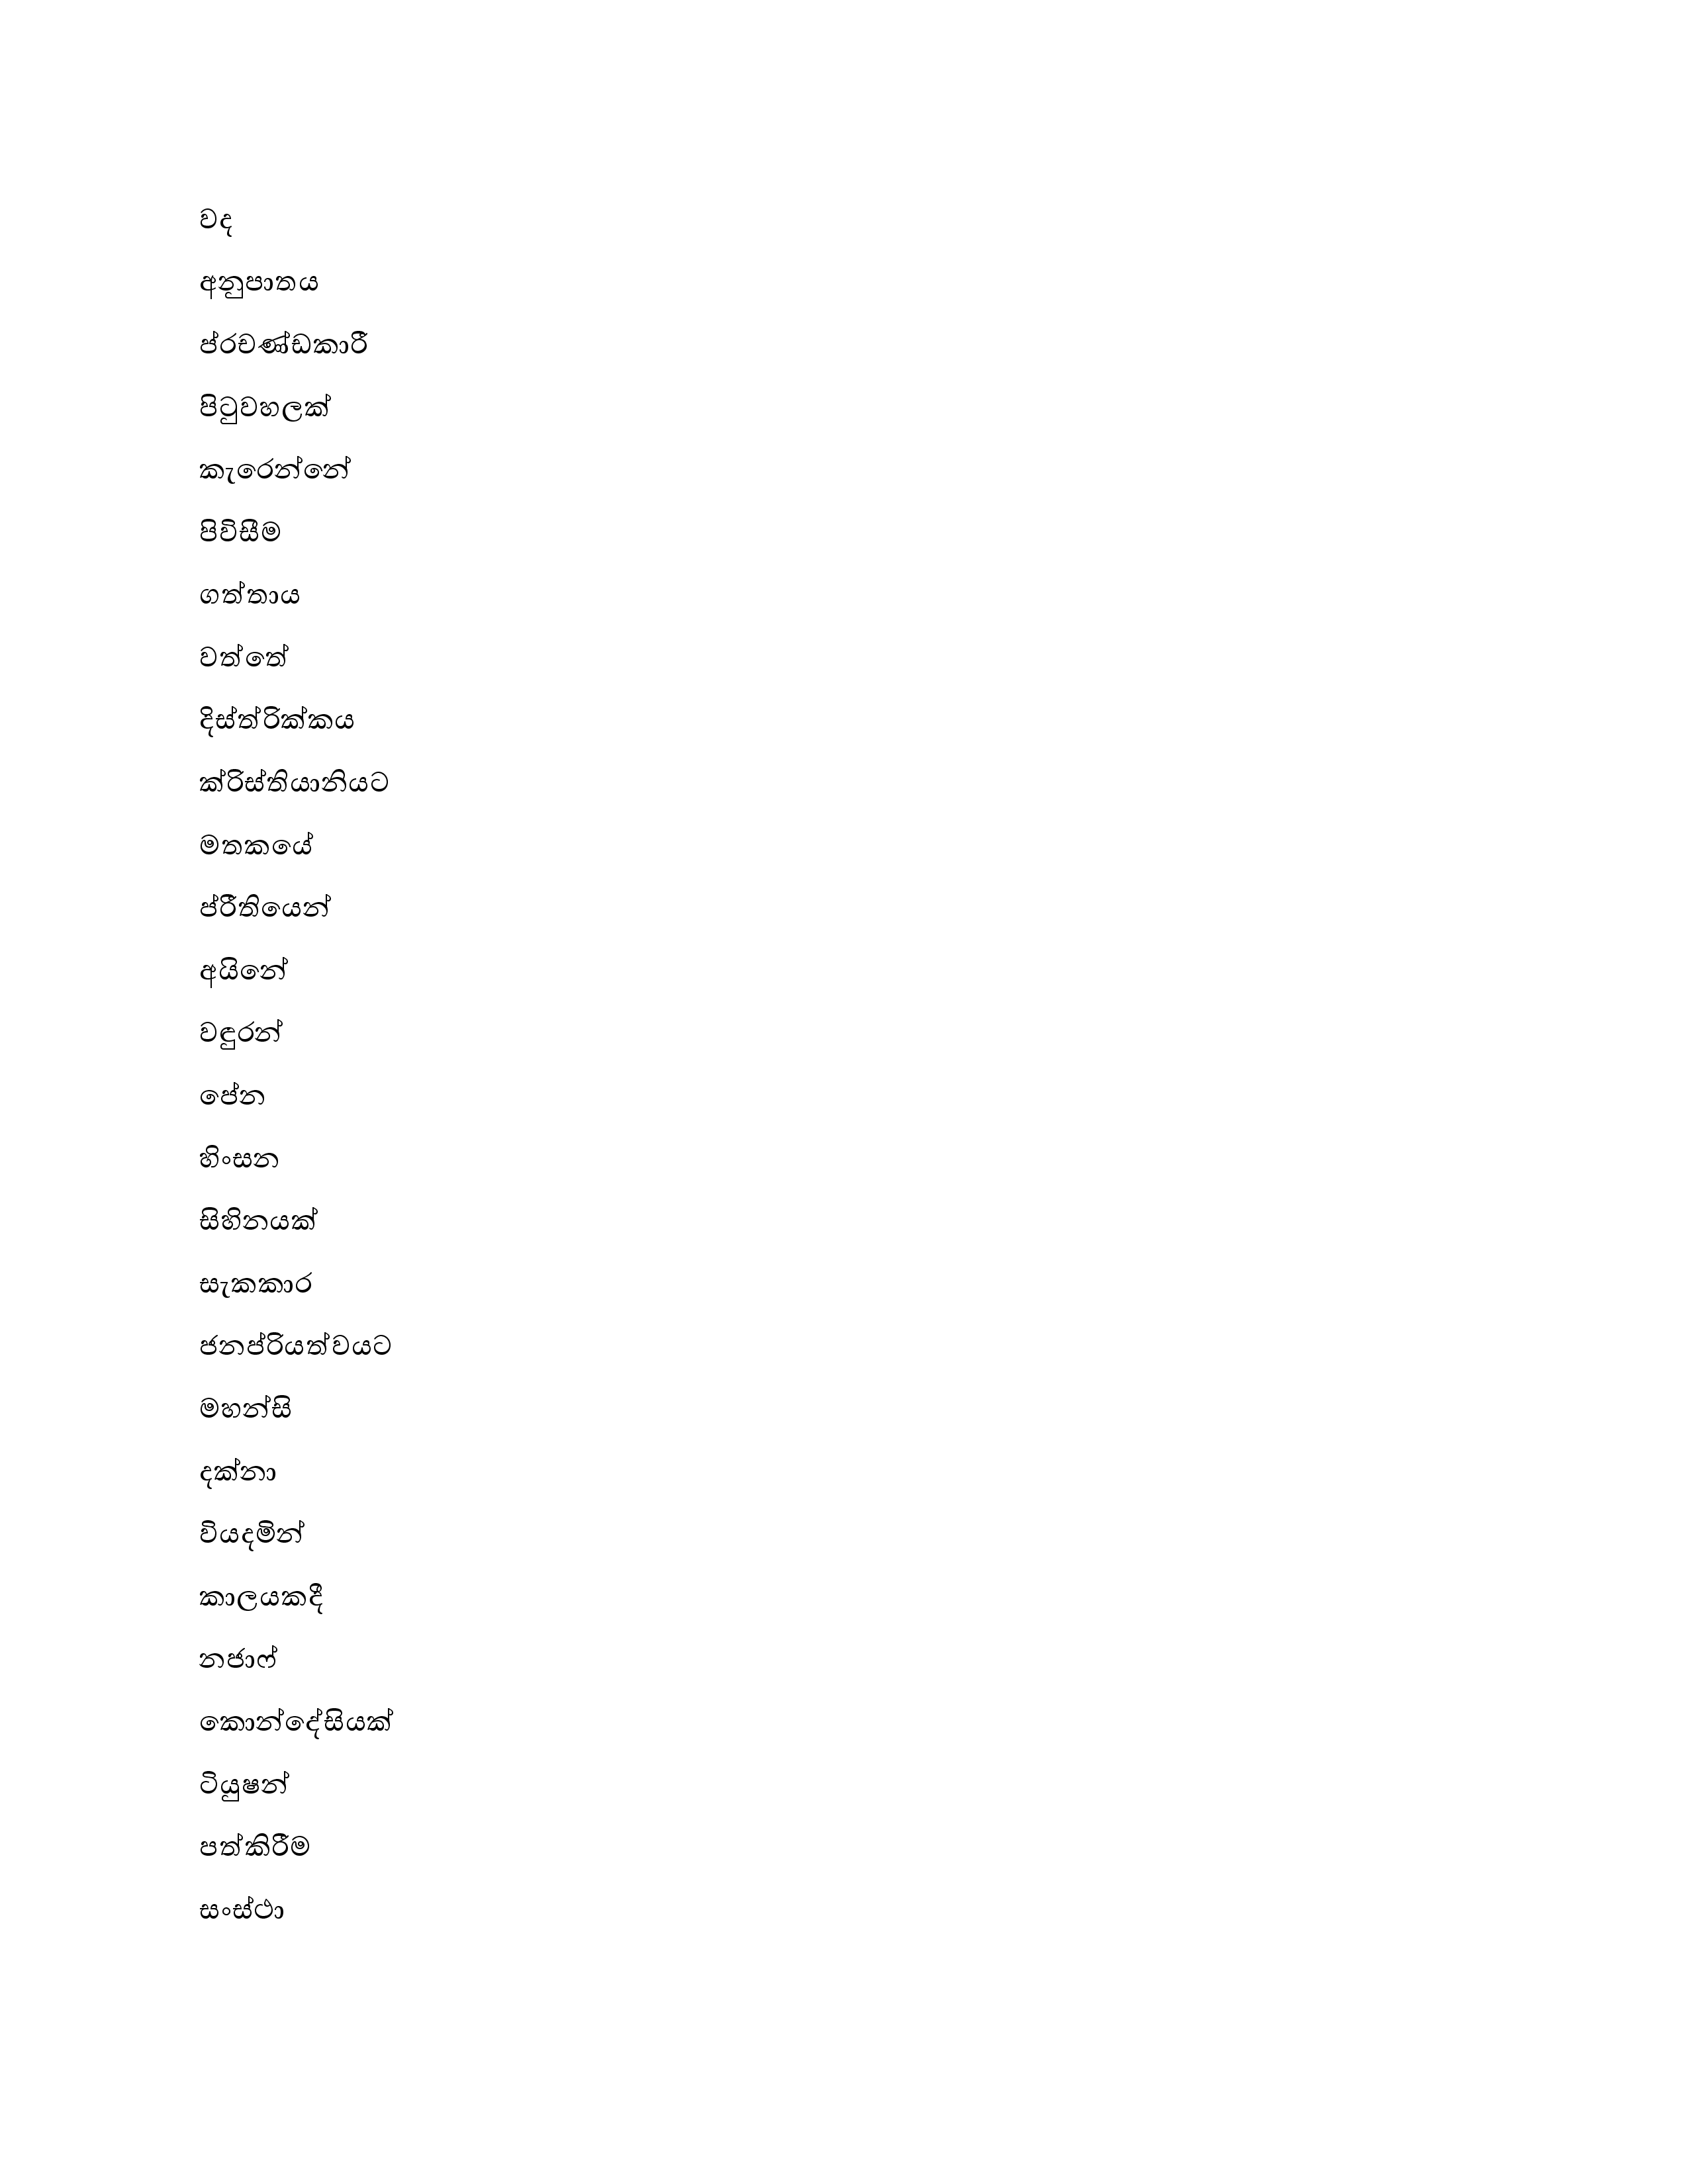 වද
අනුපාතය
ප්රචණ්ඩකාරී
පිටුවහලක්
කැරෙන්නේ
පිවිසීම
ගත්තාය
වත්තේ
දිස්ත්රික්කය
ක්රිස්තියානියට
මතකයේ
ප්රීතියෙන්
අයිනේ
වඳුරන්
පේන
හිංසන
සිහිනයක්
සැකකාර
ජනප්රියත්වයට
මහන්සි
දක්නා
වියදමින්
කාලයකදී
නජාෆ්
කොන්දේසියක්
ටියුෂන්
පත්කිරීම
සංස්ථා